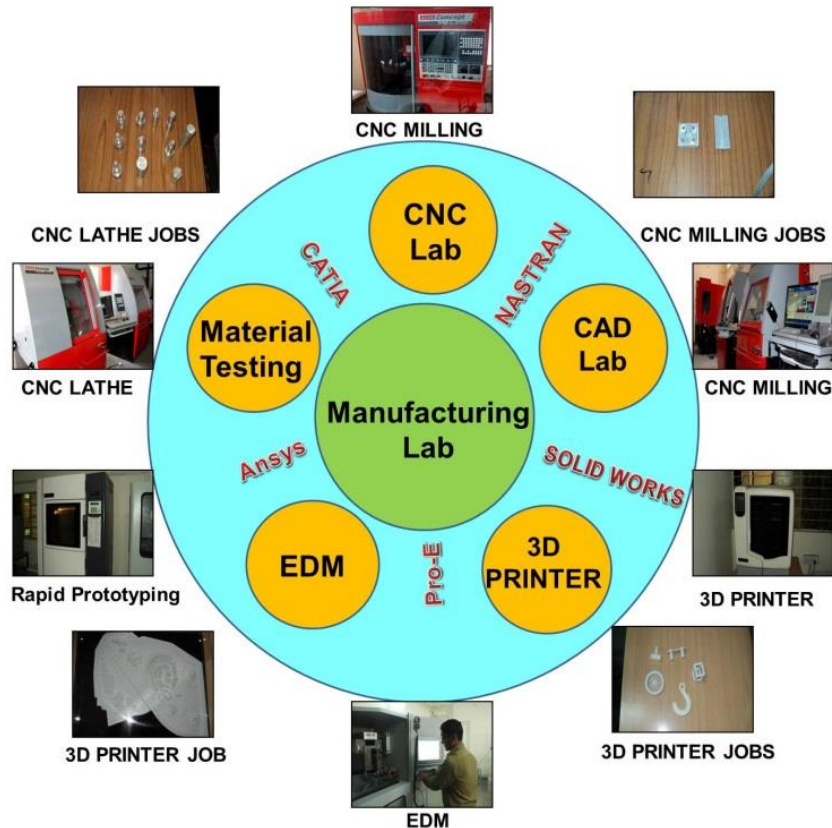 Concept
CNC MILLING
CNC LATHE JOBS
CNC MILLING JOBS
CNC
Lab
CATIA
NASTRAN
Material
Testing
CAD
Lab
CNC LATHE
CNC MILLING
Manufacturing
Lab
Ansys
SOLID WORKS
EDM
Pro-E
3D
PRINTER
Rapid Prototyping
3D PRINTER
3D PRINTER JOB
3D PRINTER JOBS
EDM